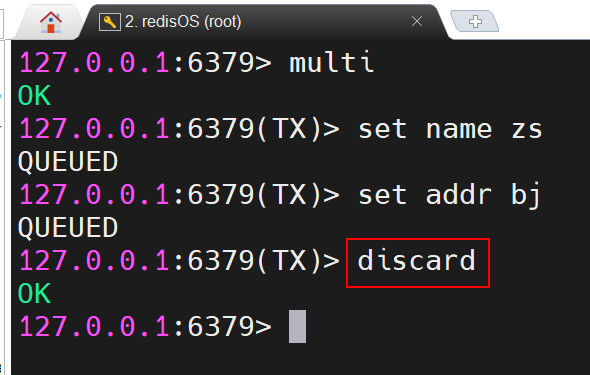 2. redisOS (root)
127.0.0.1:6379> multi
OK
127.0.0.1:6379(TX)> set name zs
QUEUED
127.0.0.1:6379(TX)> set addr bj
QUEUED
127.0.0.1:6379(TX)> discard
OK
127.0.0.1:6379>